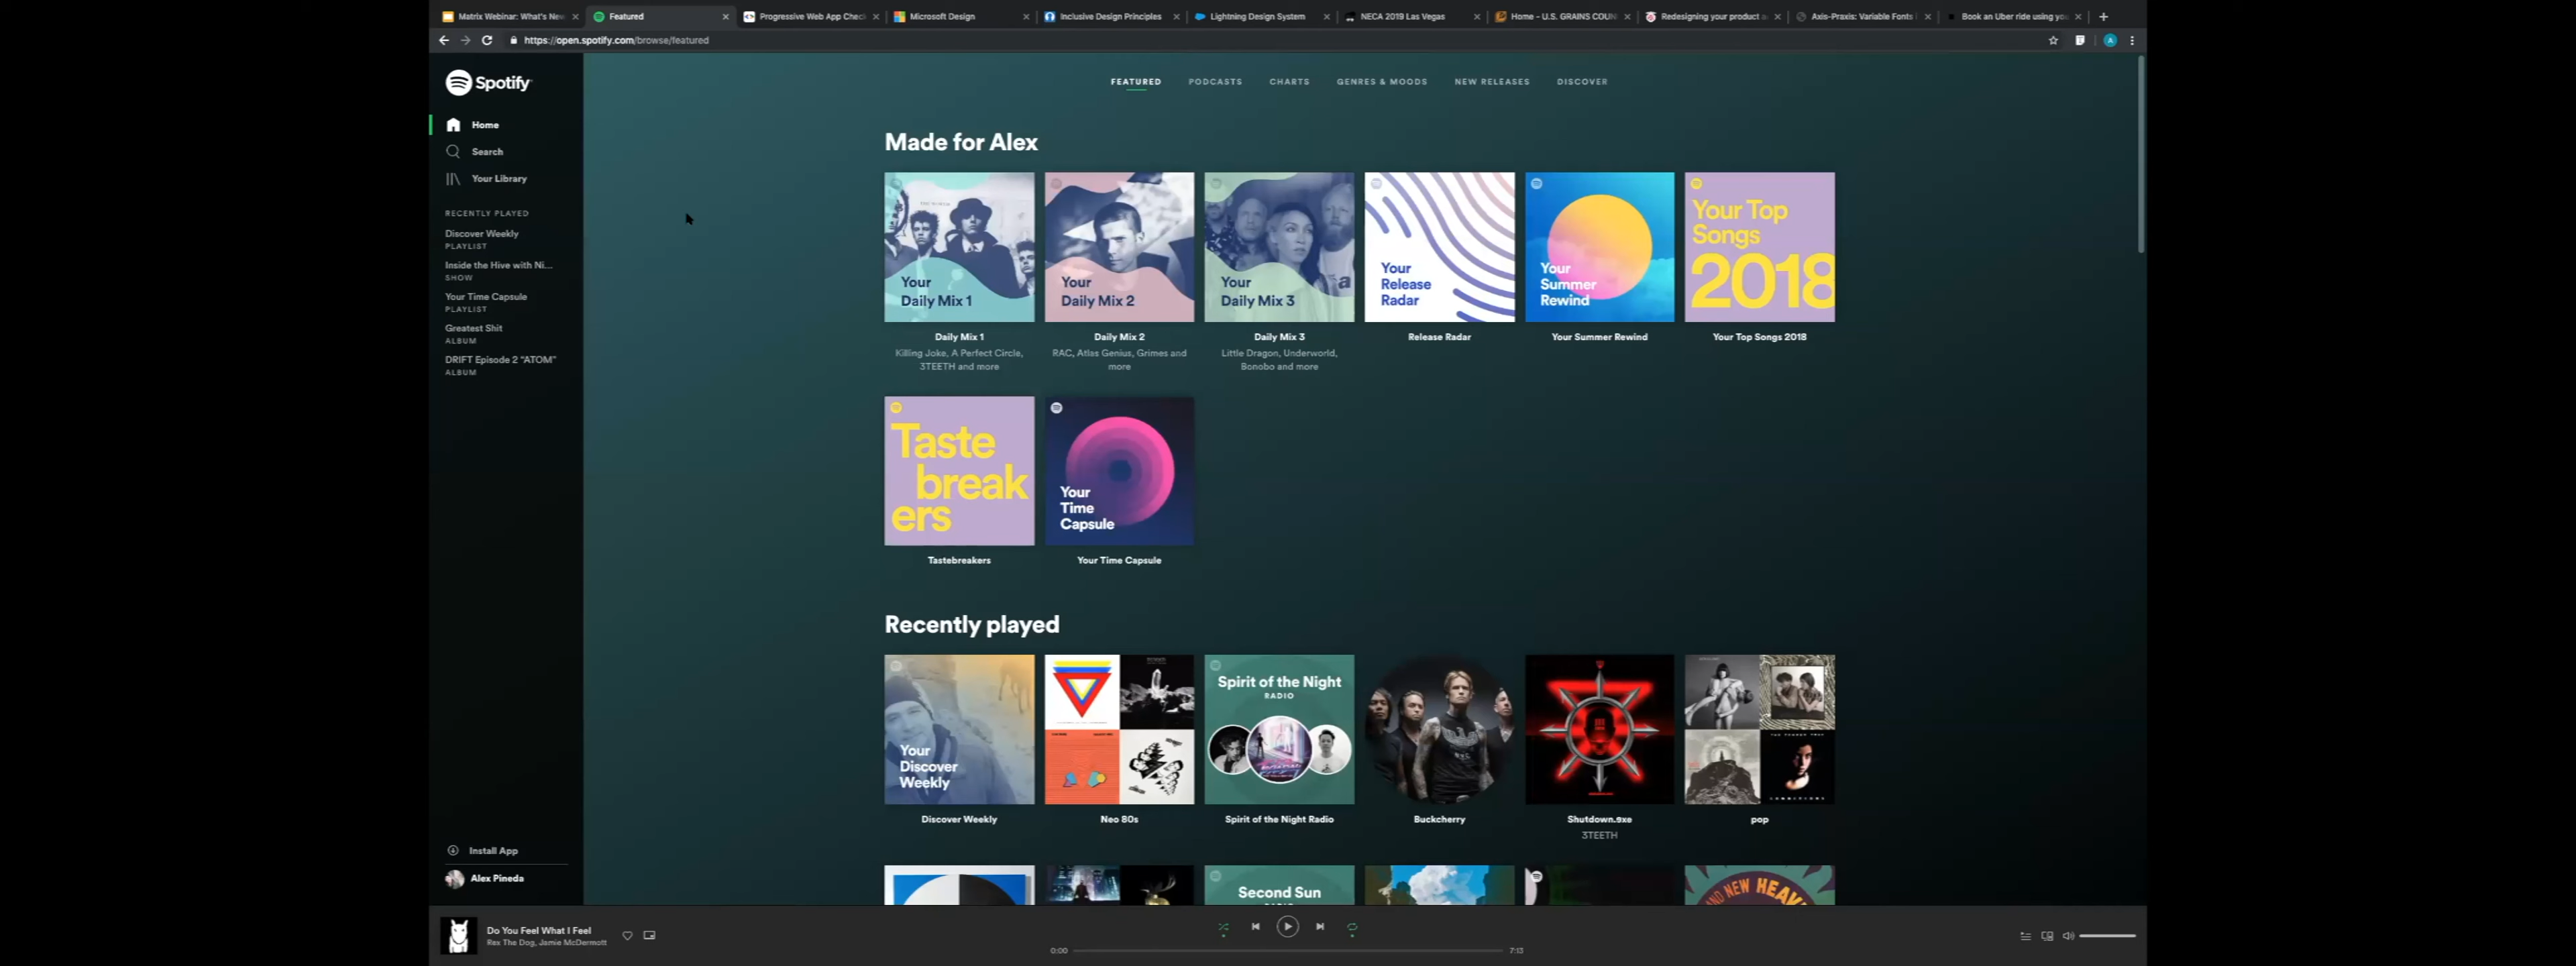 Matrix Webinar: What's New
Featured
Progressive Web App Chec
Microsoft Design
Inclusive Design Principles
Lightning Design System
NECA 2019 Las Vegas
Home - U.S. GRAINS COUN
Redesigning your product
Axis-Praxis: Variable Fonts
Book an Uber ride using you
https://open.spotify.com/browse/featured
A
Spotify
Home
Search
Your Library
RECENTLY PLAYED
Discover Weekly
PLAYLIST
Inside the Hive with Ni...
SHOW
Your Time Capsule
PLAYLIST
Greatest Shit
ALBUM
DRIFT Episode 2 "ATOM"
ALBUM
Install App
Alex Pineda
FEATURED PODCASTS CHARTS GENRES & MOODS NEW RELEASES DISCOVER
Made for Alex
Your
Daily Mix 1
Your
Daily Mix 2
Your
Daily Mix 3
Your
Release
Radar
Your
Summer
Rewind
Your Top
Songs
2018
Daily Mix 1
Killing Joke, A Perfect Circle,
3TEETH and more
Daily Mix 2
RAC, Atlas Genius, Grimes and
more
Daily Mix 3
Little Dragon, Underworld,
Bonobo and more
Release Radar
Your Summer Rewind
Your Top Songs 2018
Taste
break
ers
Your
Time
Capsule
Tastebreakers
Your Time Capsule
Recently played
Your
Discover
Weekly
Spirit of the Night
RADIO
Discover Weekly
Neo 80s
Spirit of the Night Radio
Buckcherry
Shutdown.exe
3TEETH
pop
Second Sun
AND NEW HEAVI
Do You Feel What I Feel
Rex The Dog, Jamie McDermott
0:00
7:13